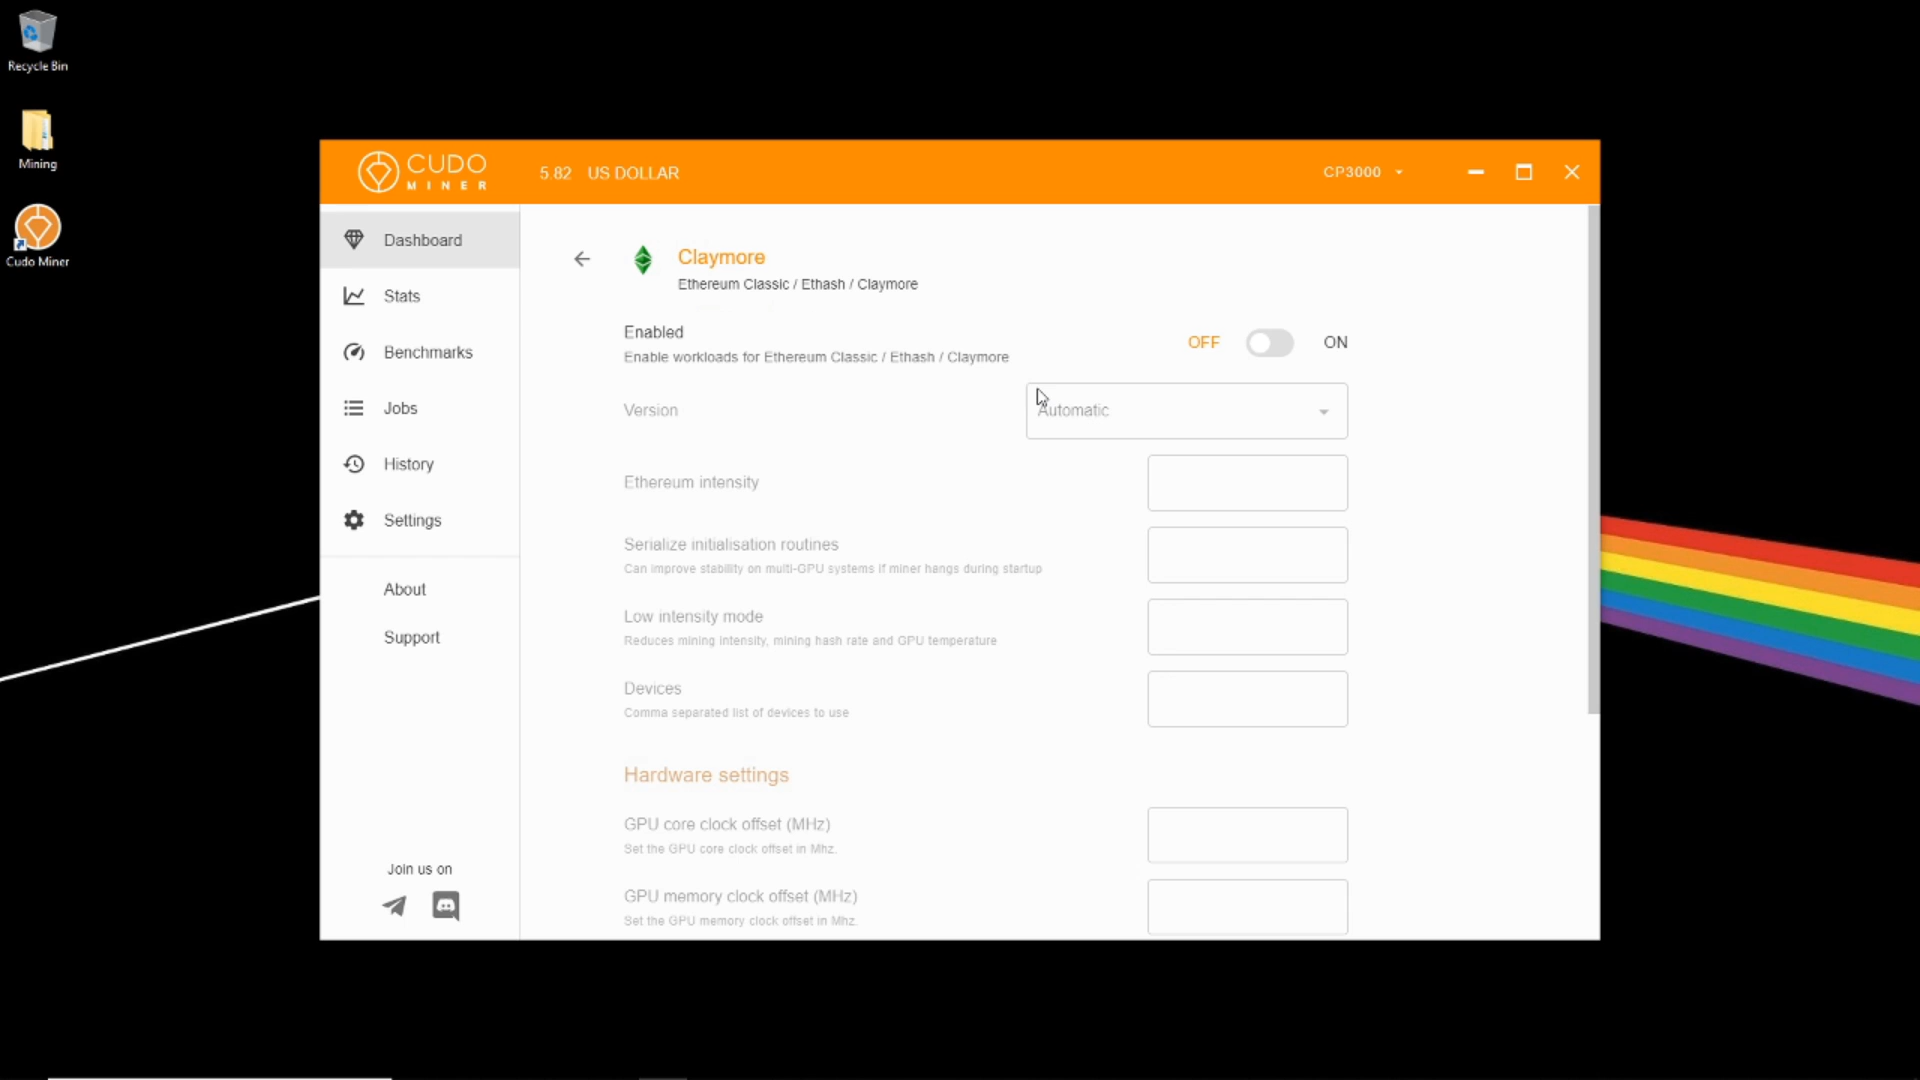 Recycle Bin
Mining
Cudo Miner
CUDO
MINER
5.82 US DOLLAR
CP3000
Dashboard
Stats
Benchmarks
Jobs
History
Settings
About
Support
Join us on
Claymore
Ethereum Classic / Ethash / Claymore
Enabled
Enable workloads for Ethereum Classic / Ethash / Claymore
OFF ON
Version
Automatic
Ethereum intensity
Serialize initialisation routines
Can improve stability on multi-GPU systems if miner hangs during startup
Low intensity mode
Reduces mining intensity, mining hash rate and GPU temperature
Devices
Comma separated list of devices to use
Hardware settings
GPU core clock offset (MHz)
Set the GPU core clock offset in Mhz.
GPU memory clock offset (MHz)
Set the GPU memory clock offset in Mhz.